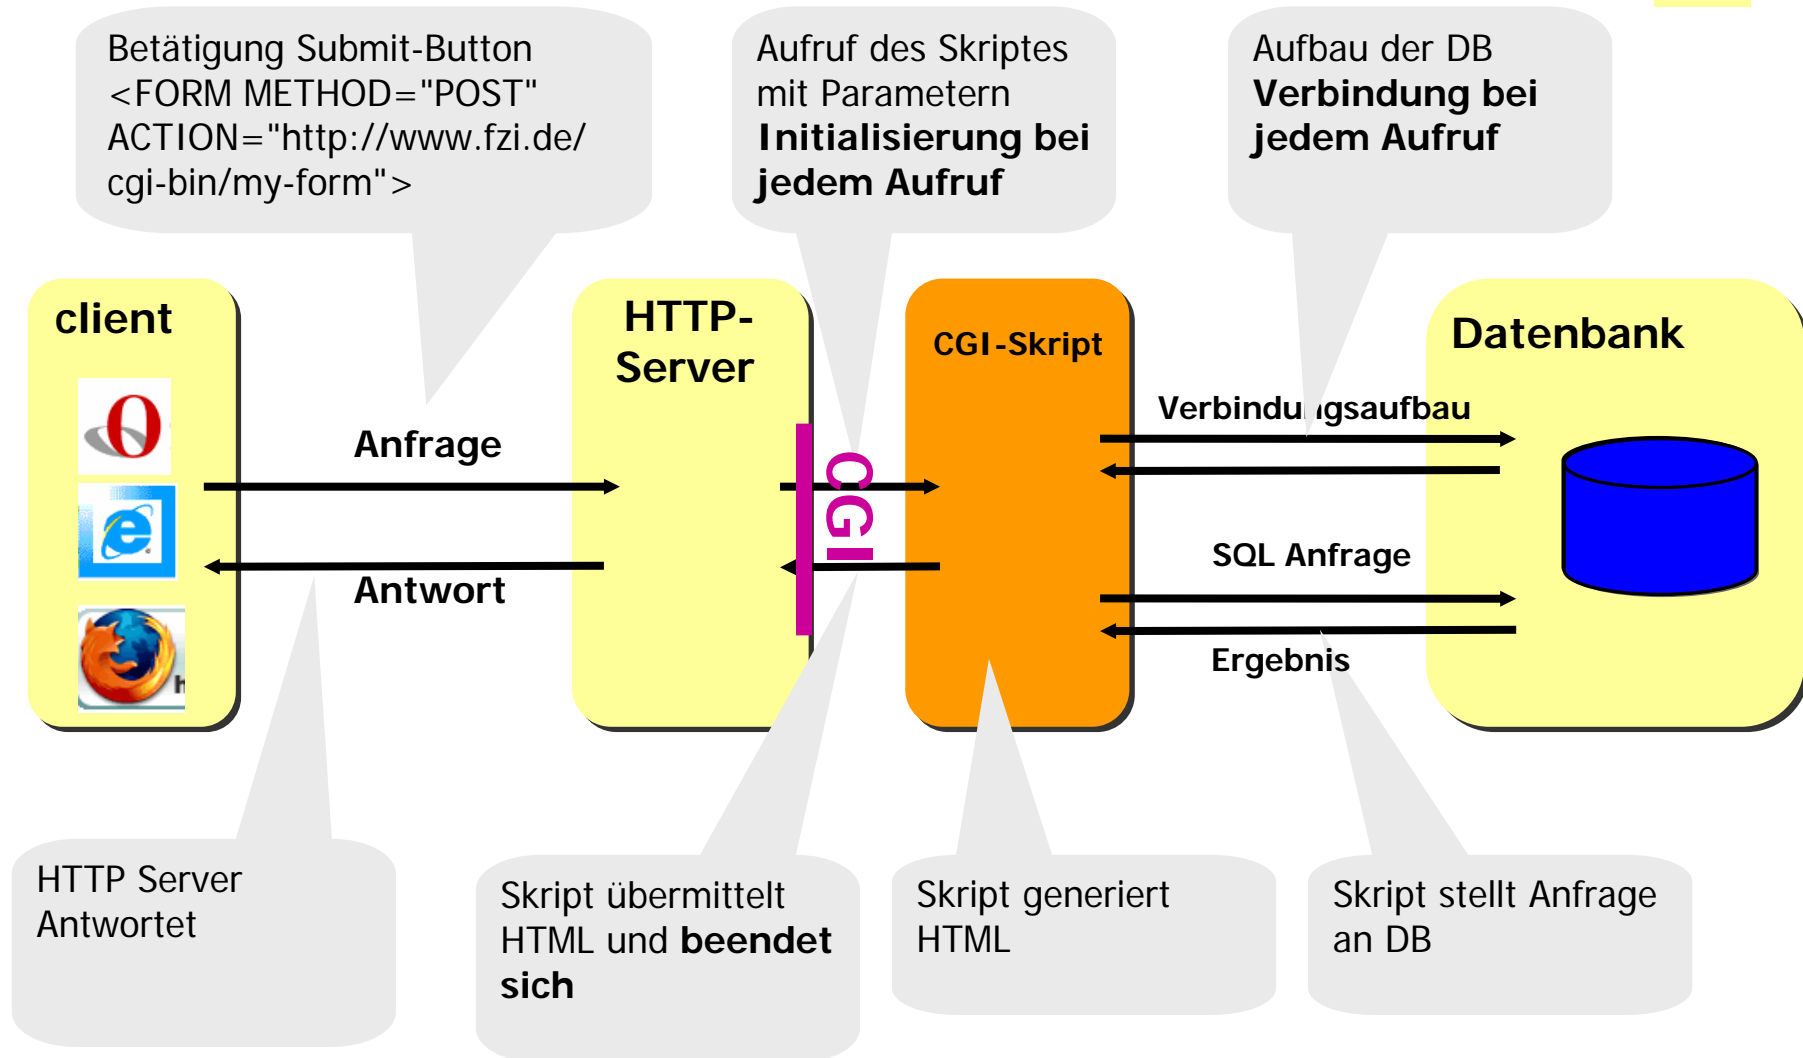 Betätigung Submit-Button
<FORM METHOD="POST"
ACTION="http://www.fzi.de/
cgi-bin/my-form">
Aufruf des Skriptes
mit Parametern
Initialisierung bei
jedem Aufruf
Aufbau der DB
Verbindung bei
jedem Aufruf
client
HTTP-
Server
CGI-Skript
Datenbank
Verbindungsaufbau
Anfrage
CGI
SQL Anfrage
Antwort
Ergebnis
h
HTTP Server
Antwortet
Skript übermittelt
HTML und beendet
sich
Skript generiert
HTML
Skript stellt Anfrage
an DB